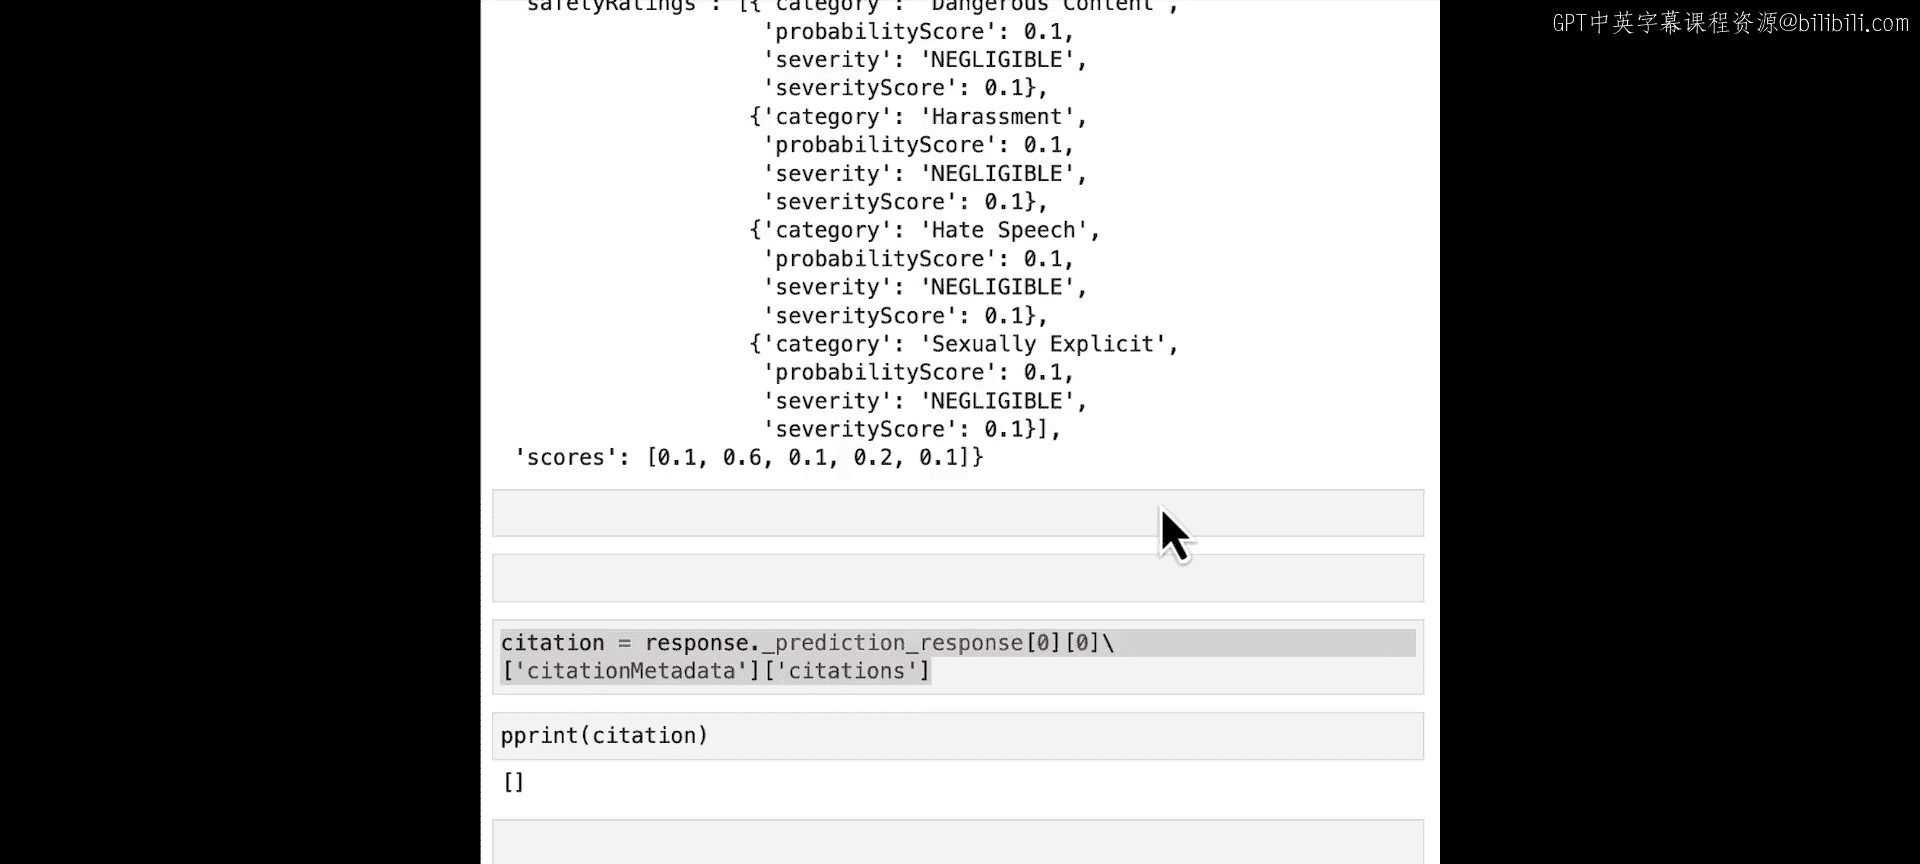 GPT中英字幕课程资源@bilibili.com
'safetyRatings': [{'category': 'Dangerous Content',
'probabilityScore': 0.1,
'severity': 'NEGLIGIBLE',
'severityScore': 0.1},
{'category': 'Harassment',
'probabilityScore': 0.1,
'severity': 'NEGLIGIBLE',
'severityScore': 0.1},
{'category': 'Hate Speech',
'probabilityScore': 0.1,
'severity': 'NEGLIGIBLE',
'severityScore': 0.1},
{'category': 'Sexually Explicit',
'probabilityScore': 0.1,
'severity': 'NEGLIGIBLE',
'severityScore': 0.1}],
'scores': [0.1, 0.6, 0.1, 0.2, 0.1]}
citation = response._prediction_response[0][0]\
['citationMetadata']['citations']
pprint(citation)
[]